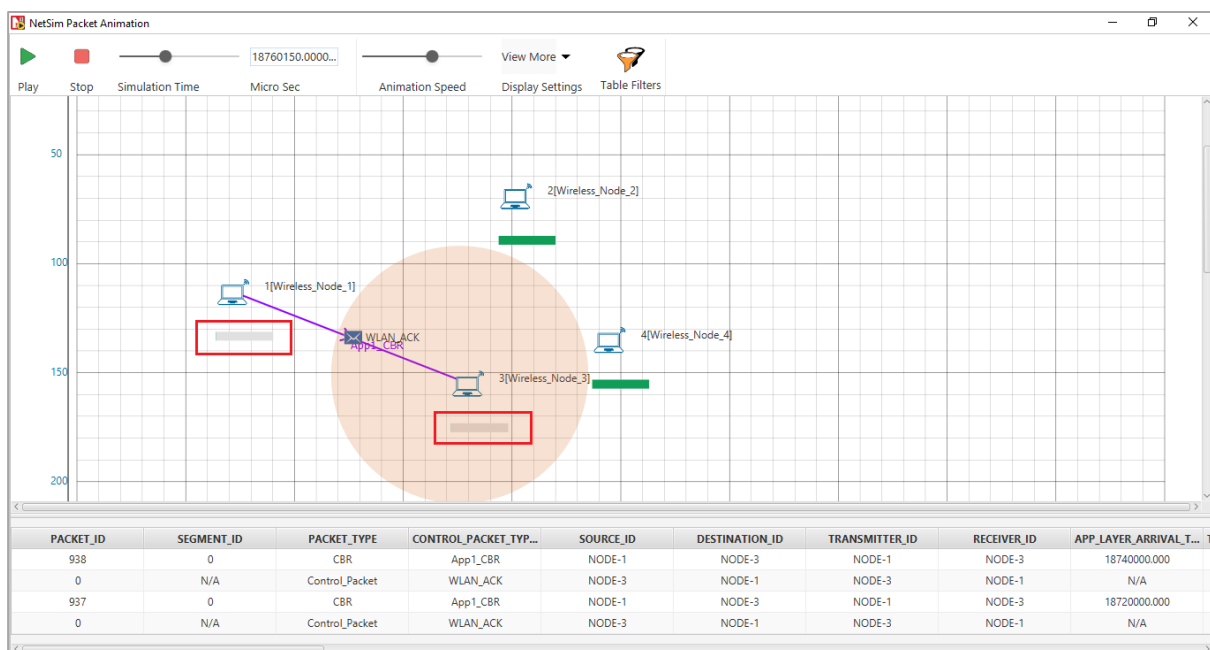 NetSim Packet Animation
18760150.0000...
View More
Play Stop Simulation Time Micro Sec Animation Speed Display Settings Table Filters
50
2[Wireless_Node_2]
100
1[Wireless_Node_1]
WLAN_ACK
App1_CBR
4[Wireless_Node_4]
150
3[Wireless_Node_3]
200
PACKET_ID SEGMENT_ID PACKET_TYPE CONTROL_PACKET_TYP... SOURCE_ID DESTINATION_ID TRANSMITTER_ID RECEIVER_ID APP_LAYER_ARRIVAL_T...
938 0 CBR App1_CBR NODE-1 NODE-3 NODE-1 NODE-3 18740000.000
0 N/A Control_Packet WLAN_ACK NODE-3 NODE-1 NODE-3 NODE-1 N/A
937 0 CBR App1_CBR NODE-1 NODE-3 NODE-1 NODE-3 18720000.000
0 N/A Control_Packet WLAN_ACK NODE-3 NODE-1 NODE-3 NODE-1 N/A